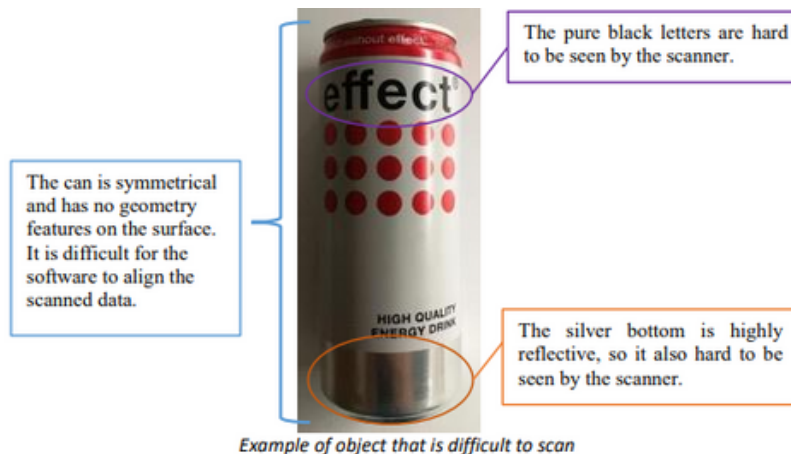 The pure black letters are hard
to be seen by the scanner.
without effect.
effect®
The can is symmetrical
and has no geometry
features on the surface.
It is difficult for the
software to align the
scanned data.
HIGH QUALITY
ENERGY DRINK
The silver bottom is highly
reflective, so it also hard to be
seen by the scanner.
Example of object that is difficult to scan